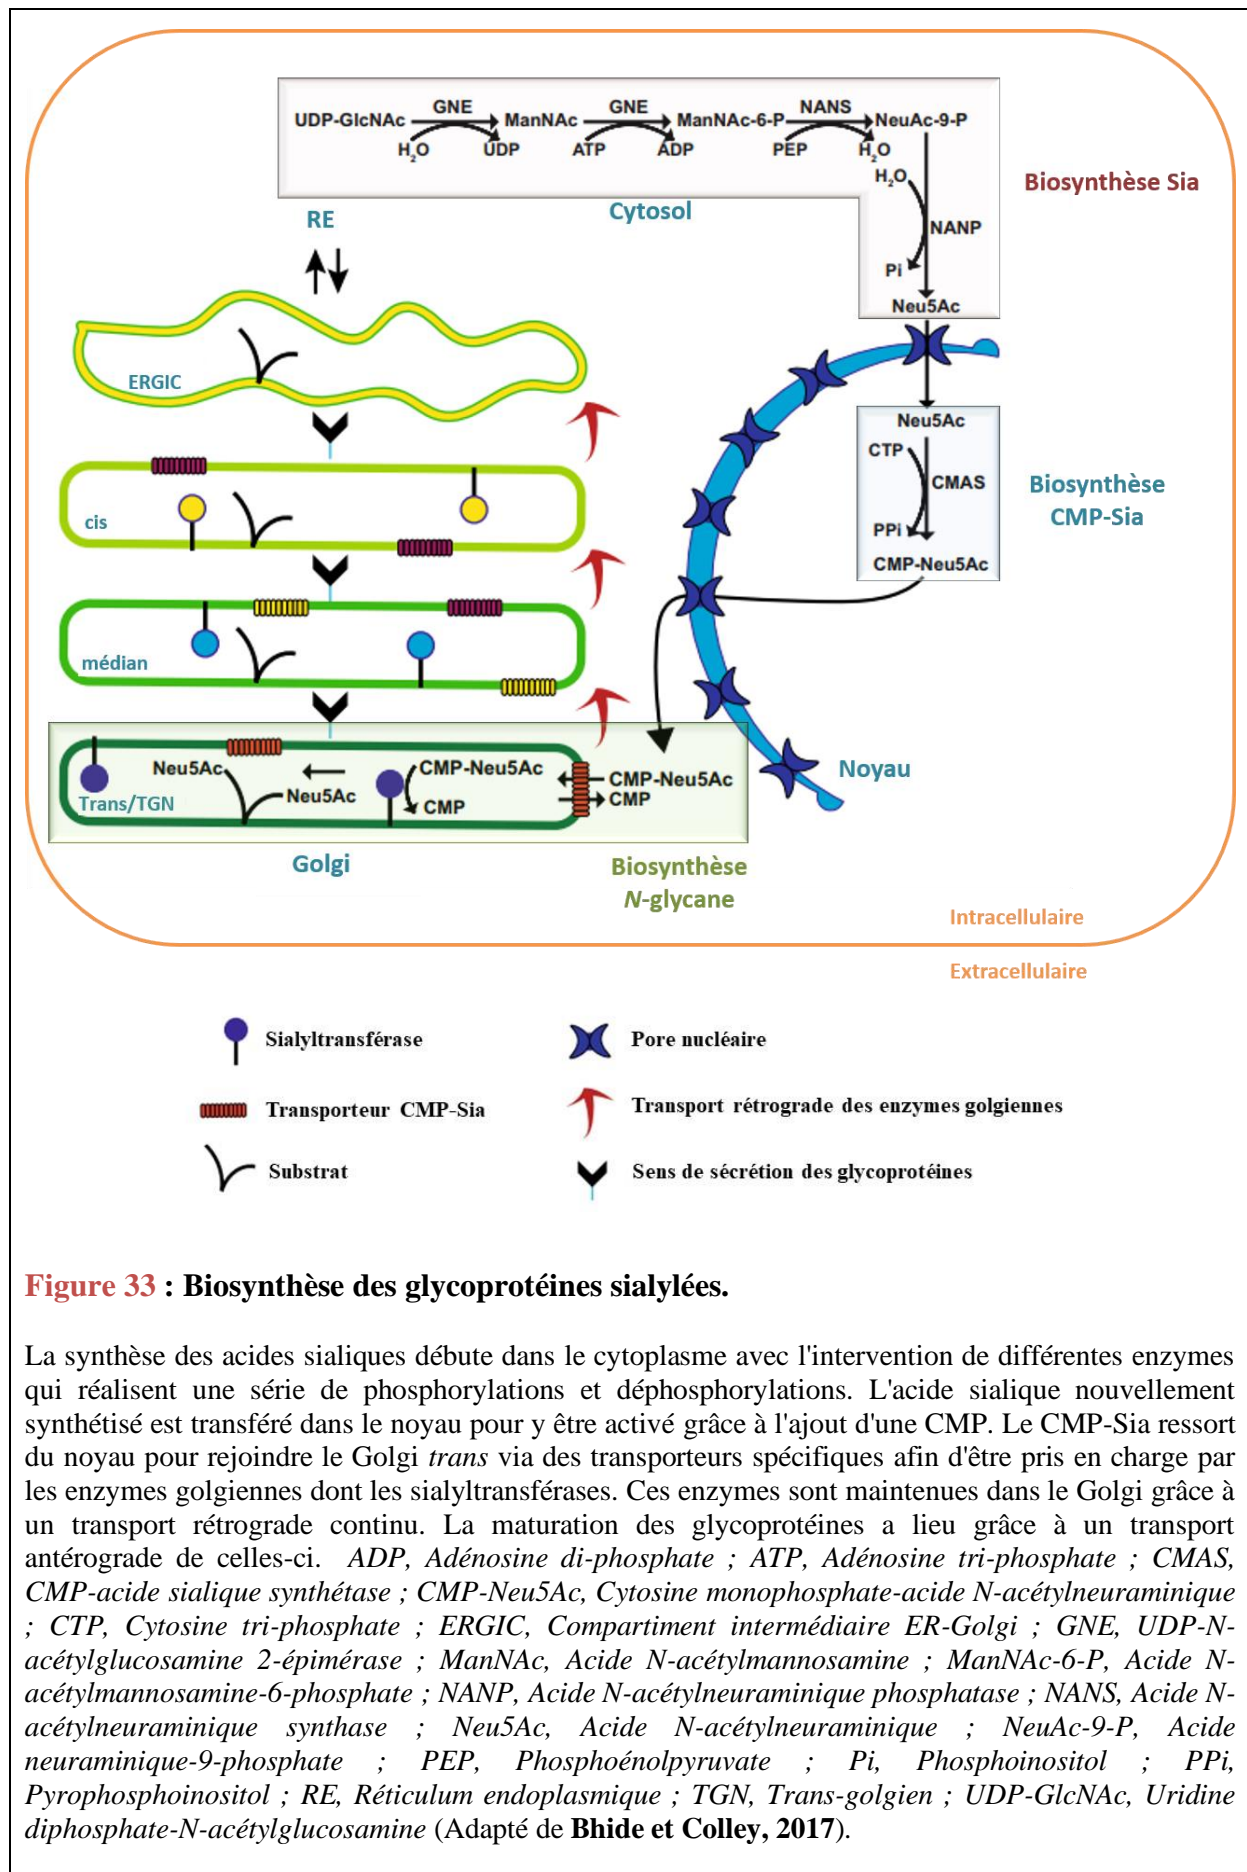 GNE GNE NANS
UDP-GlcNAc ManNAc ManNAc-6-P NeuAc-9-P
H2O UDP ATP ADP PEP H2O
H2O
Biosynthèse Sia
RE
Cytosol
NANP
Pi
Neu5Ac
ERGIC
Neu5Ac
CTP
CMAS
Biosynthèse
CMP-Sia
cis
PPi
CMP-Neu5Ac
médian
Noyau
Neu5Ac
CMP-Neu5Ac
CMP-Neu5Ac
Neu5Ac
CMP
CMP
Trans/TGN
Golgi
Biosynthèse
N-glycane
Intracellulaire
Extracellulaire
Sialyltransférase
Pore nucléaire
Transporteur CMP-Sia
Transport rétrograde des enzymes golgiennes
Substrat
Sens de sécrétion des glycoprotéines
Figure 33 : Biosynthèse des glycoprotéines sialylées.
La synthèse des acides sialiques débute dans le cytoplasme avec l'intervention de différentes enzymes
qui réalisent une série de phosphorylations et déphosphorylations. L'acide sialique nouvellement
synthétisé est transféré dans le noyau pour y être activé grâce à l'ajout d'une CMP. Le CMP-Sia ressort
du noyau pour rejoindre le Golgi trans via des transporteurs spécifiques afin d'être pris en charge par
les enzymes golgiennes dont les sialyltransférases. Ces enzymes sont maintenues dans le Golgi grâce à
un transport rétrograde continu. La maturation des glycoprotéines a lieu grâce à un transport
antérograde de celles-ci. ADP, Adénosine di-phosphate ; ATP, Adénosine tri-phosphate ; CMAS,
CMP-acide sialique synthétase ; CMP-Neu5Ac, Cytosine monophosphate-acide N-acétylneuraminique
; CTP, Cytosine tri-phosphate ; ERGIC, Compartiment intermédiaire ER-Golgi ; GNE, UDP-N-
acétylglucosamine 2-épimérase ; ManNAc, Acide N-acétylmannosamine ; ManNAc-6-P, Acide N-
acétylmannosamine-6-phosphate ; NANP, Acide N-acétylneuraminique phosphatase ; NANS, Acide N-
acétylneuraminique synthase ; Neu5Ac, Acide N-acétylneuraminique ; NeuAc-9-P, Acide
neuraminique-9-phosphate ; PEP, Phosphoénolpyruvate ; Pi, Phosphoinositol ; PPi,
Pyrophosphoinositol ; RE, Réticulum endoplasmique ; TGN, Trans-golgien ; UDP-GlcNAc, Uridine
diphosphate-N-acétylglucosamine (Adapté de Bhide et Colley, 2017).